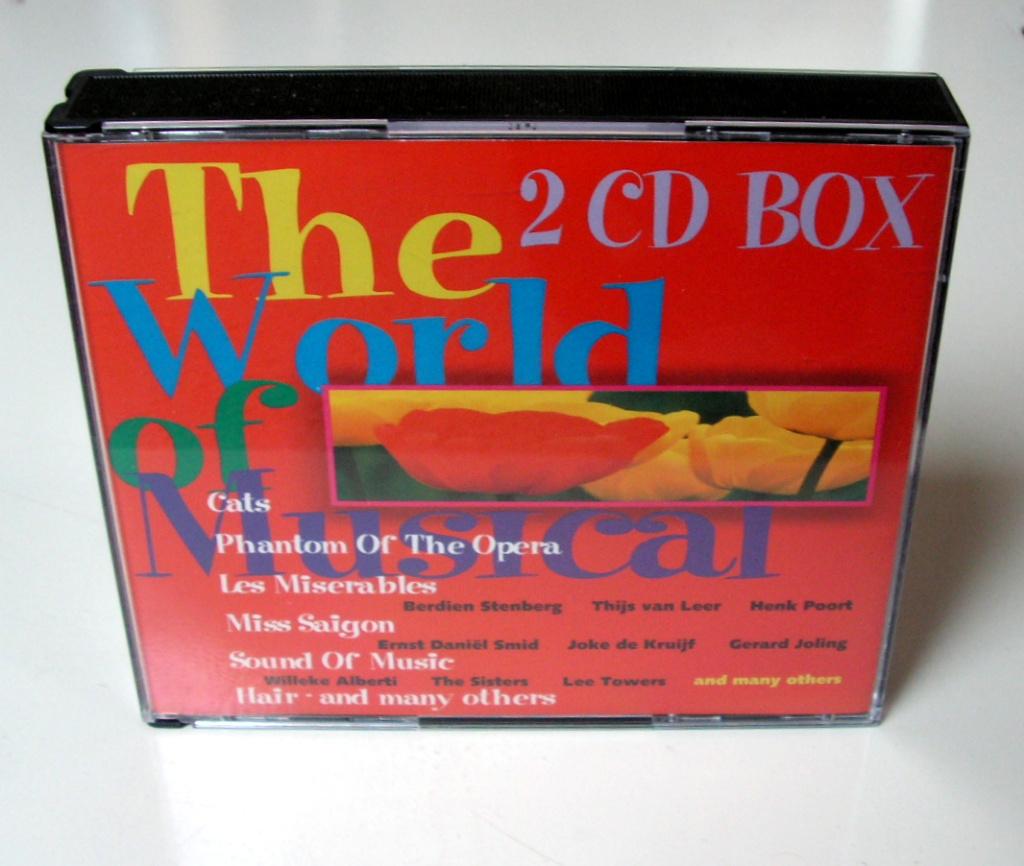 The
2 CD BOX
World
of
Musical
Cats
Phantom Of The Opera
Les Miserables
Berdien Stenberg Thijs van Leer Henk Poort
Miss Saigon
Ernst Daniël Smid Joke de Kruijf Gerard Joling
Sound Of Music
Willeke Alberti The Sisters Lee Towers and many others
Hair - and many others